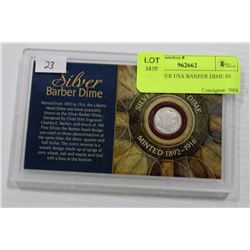 Inventory #
LOT
962662
SILVER USA BARBER DIME IN
Consignor:
23
Silver
Barber Dime
Minted from 1892 to 1916, the Liberty
Head Dime was more popularly
known as the Silver Barber Dime.
Designed by Chief Mint Engraver
Charles E. Barber, and struck of .900
Fine Silver, the Barber head design
was used on three denominations at
the same time: the dime, quarter and
half dollar. The coin's reverse is a
wreath design made up of sprigs of
corn, wheat, oak and maple and tied
with a bow at the bottom.
MINTED 1892-1916